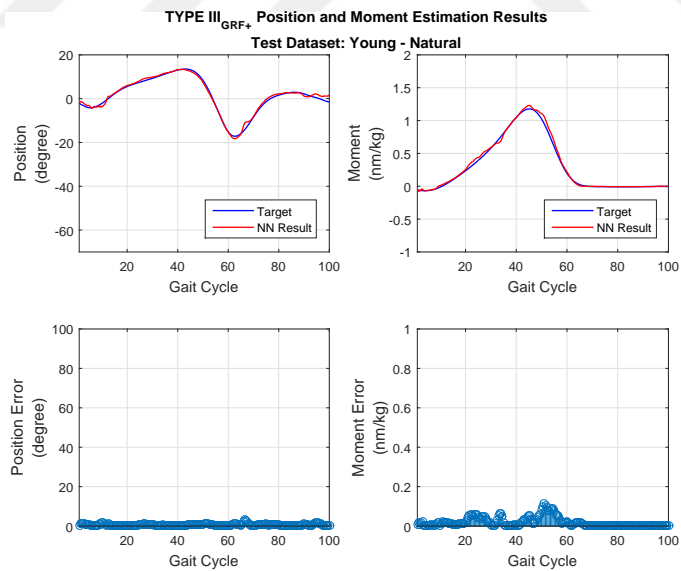 TYPE III GRF+ Position and Moment Estimation Results
Test Dataset: Young - Natural
20
0
-20
-40
-60
Position
(degree)
Target
NN Result
20 40 60 80 100
Gait Cycle
2
1.5
1
0.5
0
-0.5
-1
Moment
(nm/kg)
Target
NN Result
20 40 60 80 100
Gait Cycle
100
80
60
40
20
0
Position Error
(degree)
20 40 60 80 100
Gait Cycle
1
0.8
0.6
0.4
0.2
0
Moment Error
(nm/kg)
20 40 60 80 100
Gait Cycle